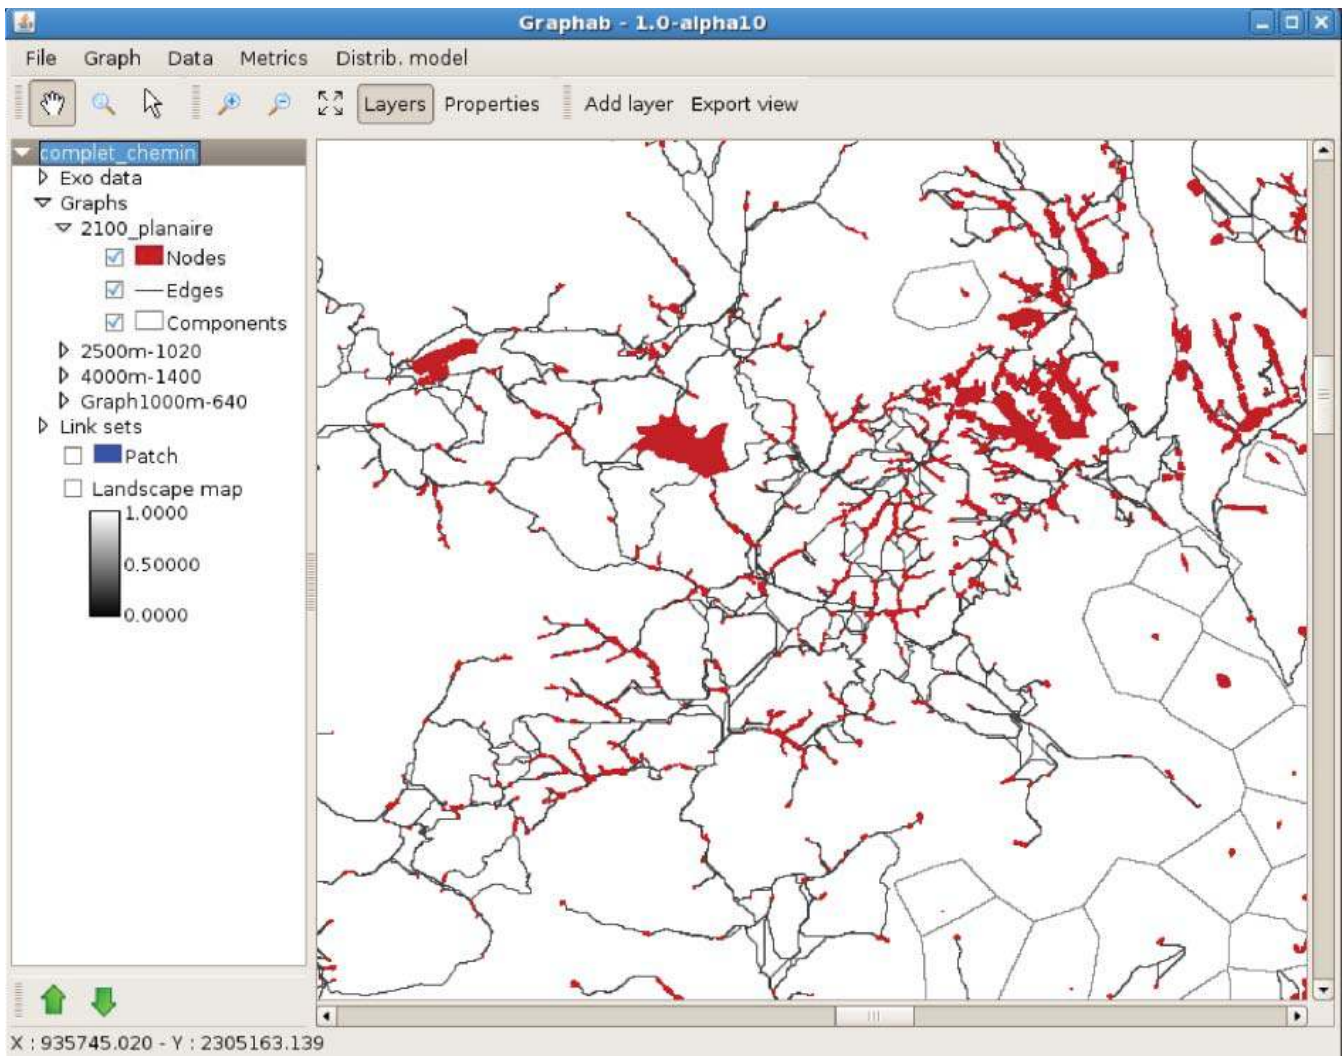 Graphab - 1.0-alpha10
File Graph Data Metrics Distrib. model
Layers Properties Add layer Export view
complet_chemin
Exo data
Graphs
2100_planaire
Nodes
Edges
Components
2500m-1020
4000m-1400
Graph1000m-640
Link sets
Patch
Landscape map
1.0000
0.50000
0.0000
X : 935745.020 - Y : 2305163.139